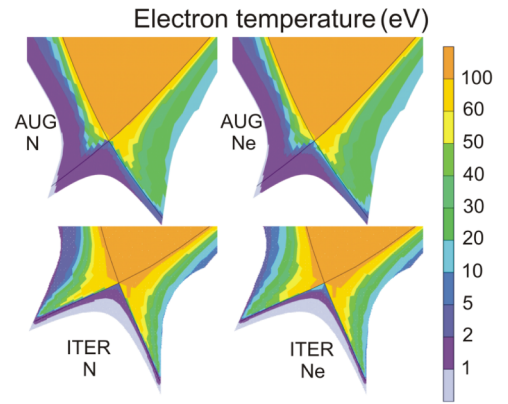 Electron temperature (eV)
AUG
N
AUG
Ne
ITER
N
ITER
Ne
100
60
50
40
30
20
10
5
2
1